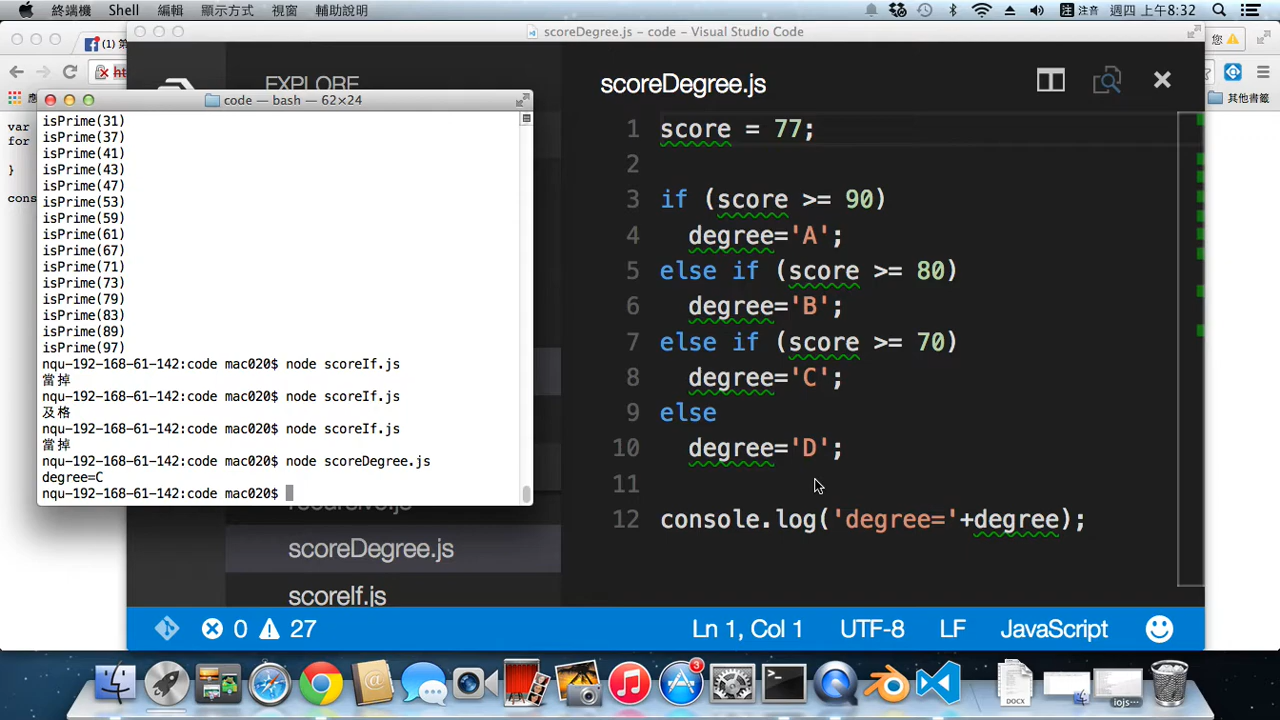 終端機 Shell 編輯 顯示方式 視窗 輔助說明 注音 週四 上午8:32
scoreDegree.js – code – Visual Studio Code
(1) 第
您
其他書籤
EXPLORE
scoreDegree.js
code — bash — 62×24
var
for
}
cons
isPrime(31)
isPrime(37)
isPrime(41)
isPrime(43)
isPrime(47)
isPrime(53)
isPrime(59)
isPrime(61)
isPrime(67)
isPrime(71)
isPrime(73)
isPrime(79)
isPrime(83)
isPrime(89)
isPrime(97)
nqu-192-168-61-142:code mac020$ node scoreIf.js
當掉
nqu-192-168-61-142:code mac020$ node scoreIf.js
及格
nqu-192-168-61-142:code mac020$ node scoreIf.js
當掉
nqu-192-168-61-142:code mac020$ node scoreDegree.js
degree=C
nqu-192-168-61-142:code mac020$
1 score = 77;
2
3 if (score >= 90)
4 degree='A';
5 else if (score >= 80)
6 degree='B';
7 else if (score >= 70)
8 degree='C';
9 else
10 degree='D';
11
12 console.log('degree='+degree);
scoreDegree.js
scoreIf.js
0 27 Ln 1, Col 1 UTF-8 LF JavaScript
3
DOCX
iojs…